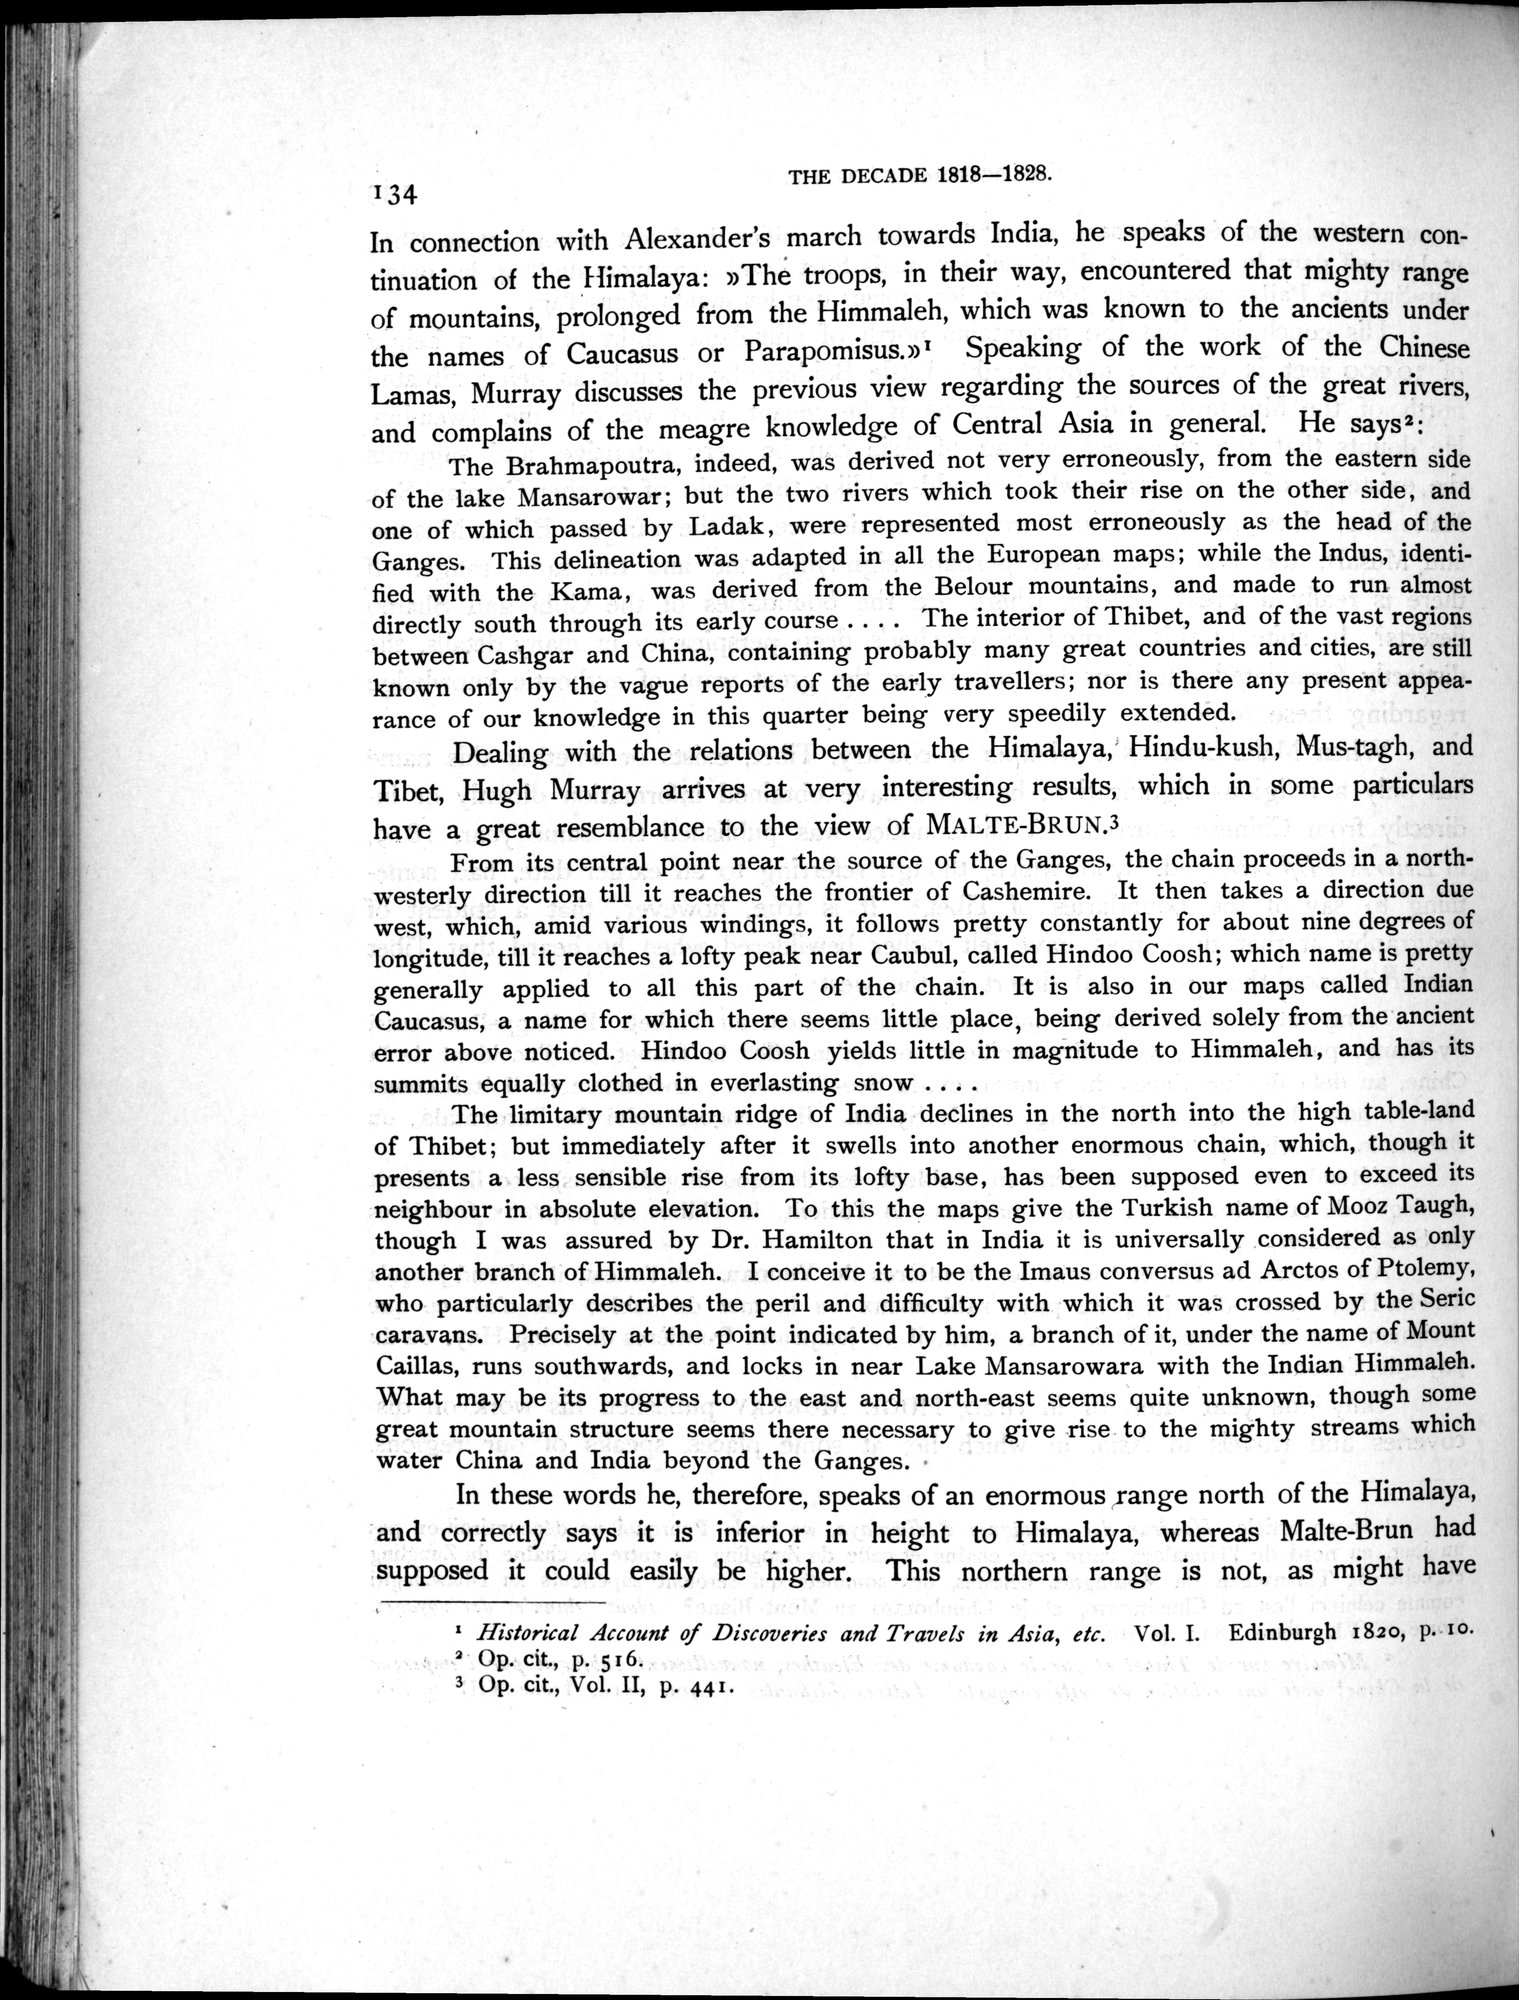 134
THE DECADE 1818—1828.
In connection with Alexander's march towards India, he speaks of the western con-
tinuation of the Himalaya: »The troops, in their way, encountered that mighty range
of mountains, prolonged from the Himmaleh, which was known to the ancients under
the names of Caucasus or Parapomisus.»¹ Speaking of the work of the Chinese
Lamas, Murray discusses the previous view regarding the sources of the great rivers,
and complains of the meagre knowledge of Central Asia in general. He says²:
The Brahmapoutra, indeed, was derived not very erroneously, from the eastern side
of the lake Mansarowar; but the two rivers which took their rise on the other side, and
one of which passed by Ladak, were represented most erroneously as the head of the
Ganges. This delineation was adapted in all the European maps; while the Indus, identi-
fied with the Kama, was derived from the Belour mountains, and made to run almost
directly south through its early course .... The interior of Thibet, and of the vast regions
between Cashgar and China, containing probably many great countries and cities, are still
known only by the vague reports of the early travellers; nor is there any present appea-
rance of our knowledge in this quarter being very speedily extended.
Dealing with the relations between the Himalaya, Hindu-kush, Mus-tagh, and
Tibet, Hugh Murray arrives at very interesting results, which in some particulars
have a great resemblance to the view of MALTE-BRUN.³
From its central point near the source of the Ganges, the chain proceeds in a north-
westerly direction till it reaches the frontier of Cashemire. It then takes a direction due
west, which, amid various windings, it follows pretty constantly for about nine degrees of
longitude, till it reaches a lofty peak near Caubul, called Hindoo Coosh; which name is pretty
generally applied to all this part of the chain. It is also in our maps called Indian
Caucasus, a name for which there seems little place, being derived solely from the ancient
error above noticed. Hindoo Coosh yields little in magnitude to Himmaleh, and has its
summits equally clothed in everlasting snow ....
The limitary mountain ridge of India declines in the north into the high table-land
of Thibet; but immediately after it swells into another enormous chain, which, though it
presents a less sensible rise from its lofty base, has been supposed even to exceed its
neighbour in absolute elevation. To this the maps give the Turkish name of Mooz Taugh,
though I was assured by Dr. Hamilton that in India it is universally considered as only
another branch of Himmaleh. I conceive it to be the Imaus conversus ad Arctos of Ptolemy,
who particularly describes the peril and difficulty with which it was crossed by the Seric
caravans. Precisely at the point indicated by him, a branch of it, under the name of Mount
Caillas, runs southwards, and locks in near Lake Mansarowara with the Indian Himmaleh.
What may be its progress to the east and north-east seems quite unknown, though some
great mountain structure seems there necessary to give rise to the mighty streams which
water China and India beyond the Ganges.
In these words he, therefore, speaks of an enormous range north of the Himalaya,
and correctly says it is inferior in height to Himalaya, whereas Malte-Brun had
supposed it could easily be higher. This northern range is not, as might have
¹ Historical Account of Discoveries and Travels in Asia, etc. Vol. I. Edinburgh 1820, p. 10.
² Op. cit., p. 516.
³ Op. cit., Vol. II, p. 441.